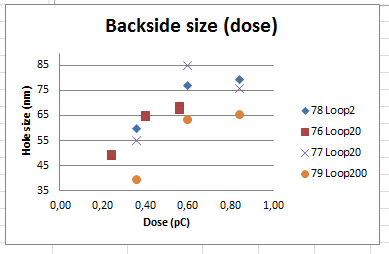 Backside size (dose)
Hole size (nm)
85
75
65
55
45
35
0,00 0,20 0,40 0,60 0,80 1,00
Dose (pC)
78 Loop2
76 Loop20
77 Loop20
79 Loop200